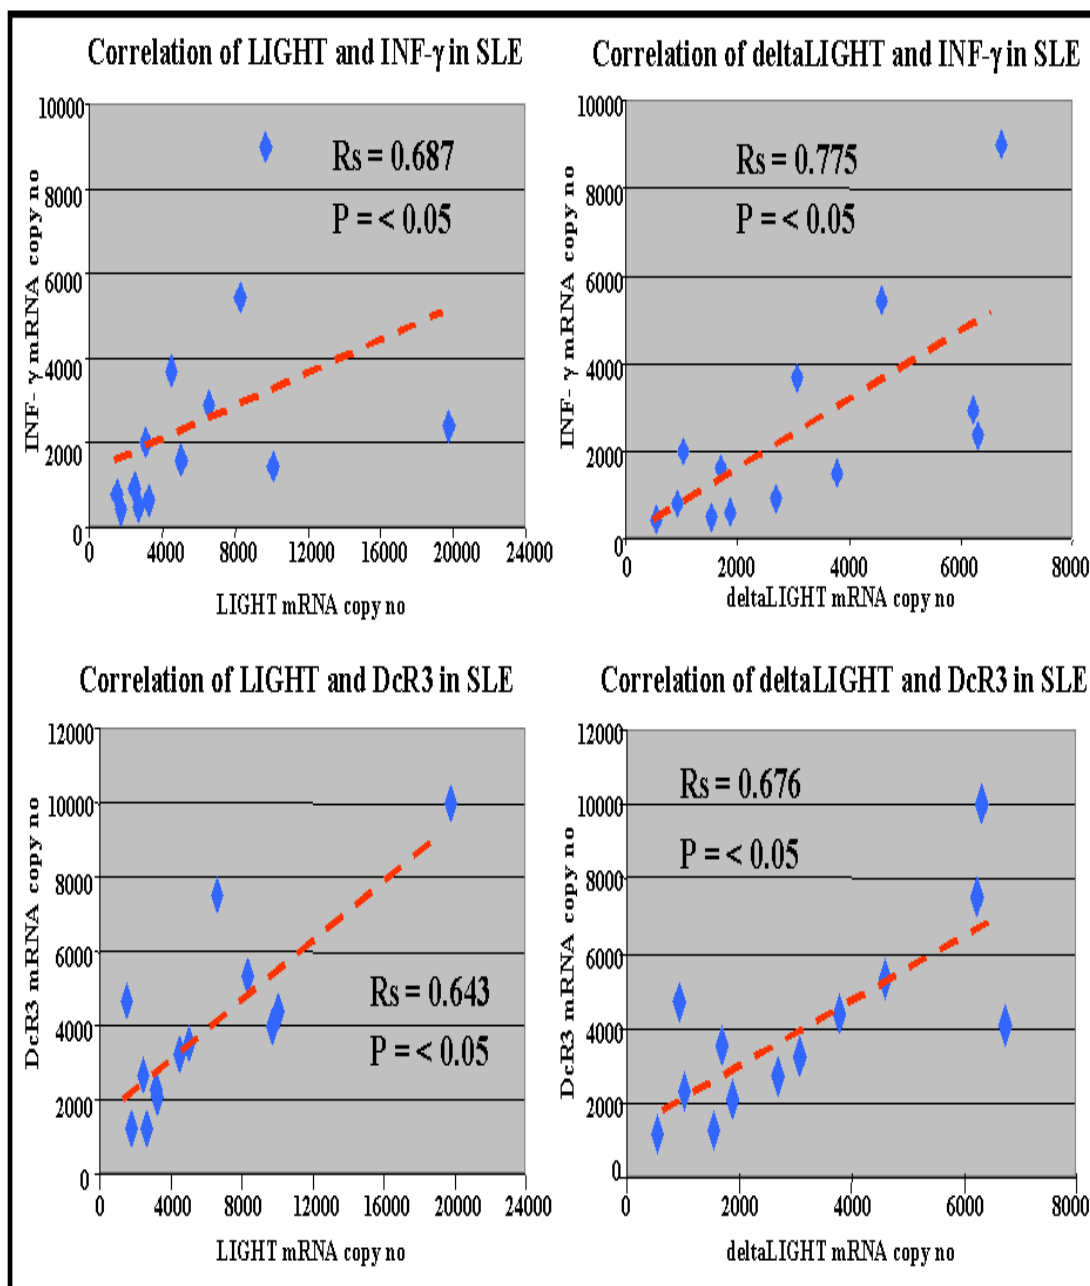 Correlation of LIGHT and INF-γ in SLE
INF- γ mRNA copy no
10000
8000
6000
4000
2000
0
Rs = 0.687
P = < 0.05
0 4000 8000 12000 16000 20000 24000
LIGHT mRNA copy no
Correlation of deltaLIGHT and INF-γ in SLE
INF- γ mRNA copy no
10000
8000
6000
4000
2000
0
Rs = 0.775
P = < 0.05
0 2000 4000 6000 8000
deltaLIGHT mRNA copy no
Correlation of LIGHT and DcR3 in SLE
DcR3 mRNA copy no
12000
10000
8000
6000
4000
2000
0
Rs = 0.643
P = < 0.05
0 4000 8000 12000 16000 20000 24000
LIGHT mRNA copy no
Correlation of deltaLIGHT and DcR3 in SLE
DcR3 mRNA copy no
12000
10000
8000
6000
4000
2000
0
Rs = 0.676
P = < 0.05
0 2000 4000 6000 8000
deltaLIGHT mRNA copy no